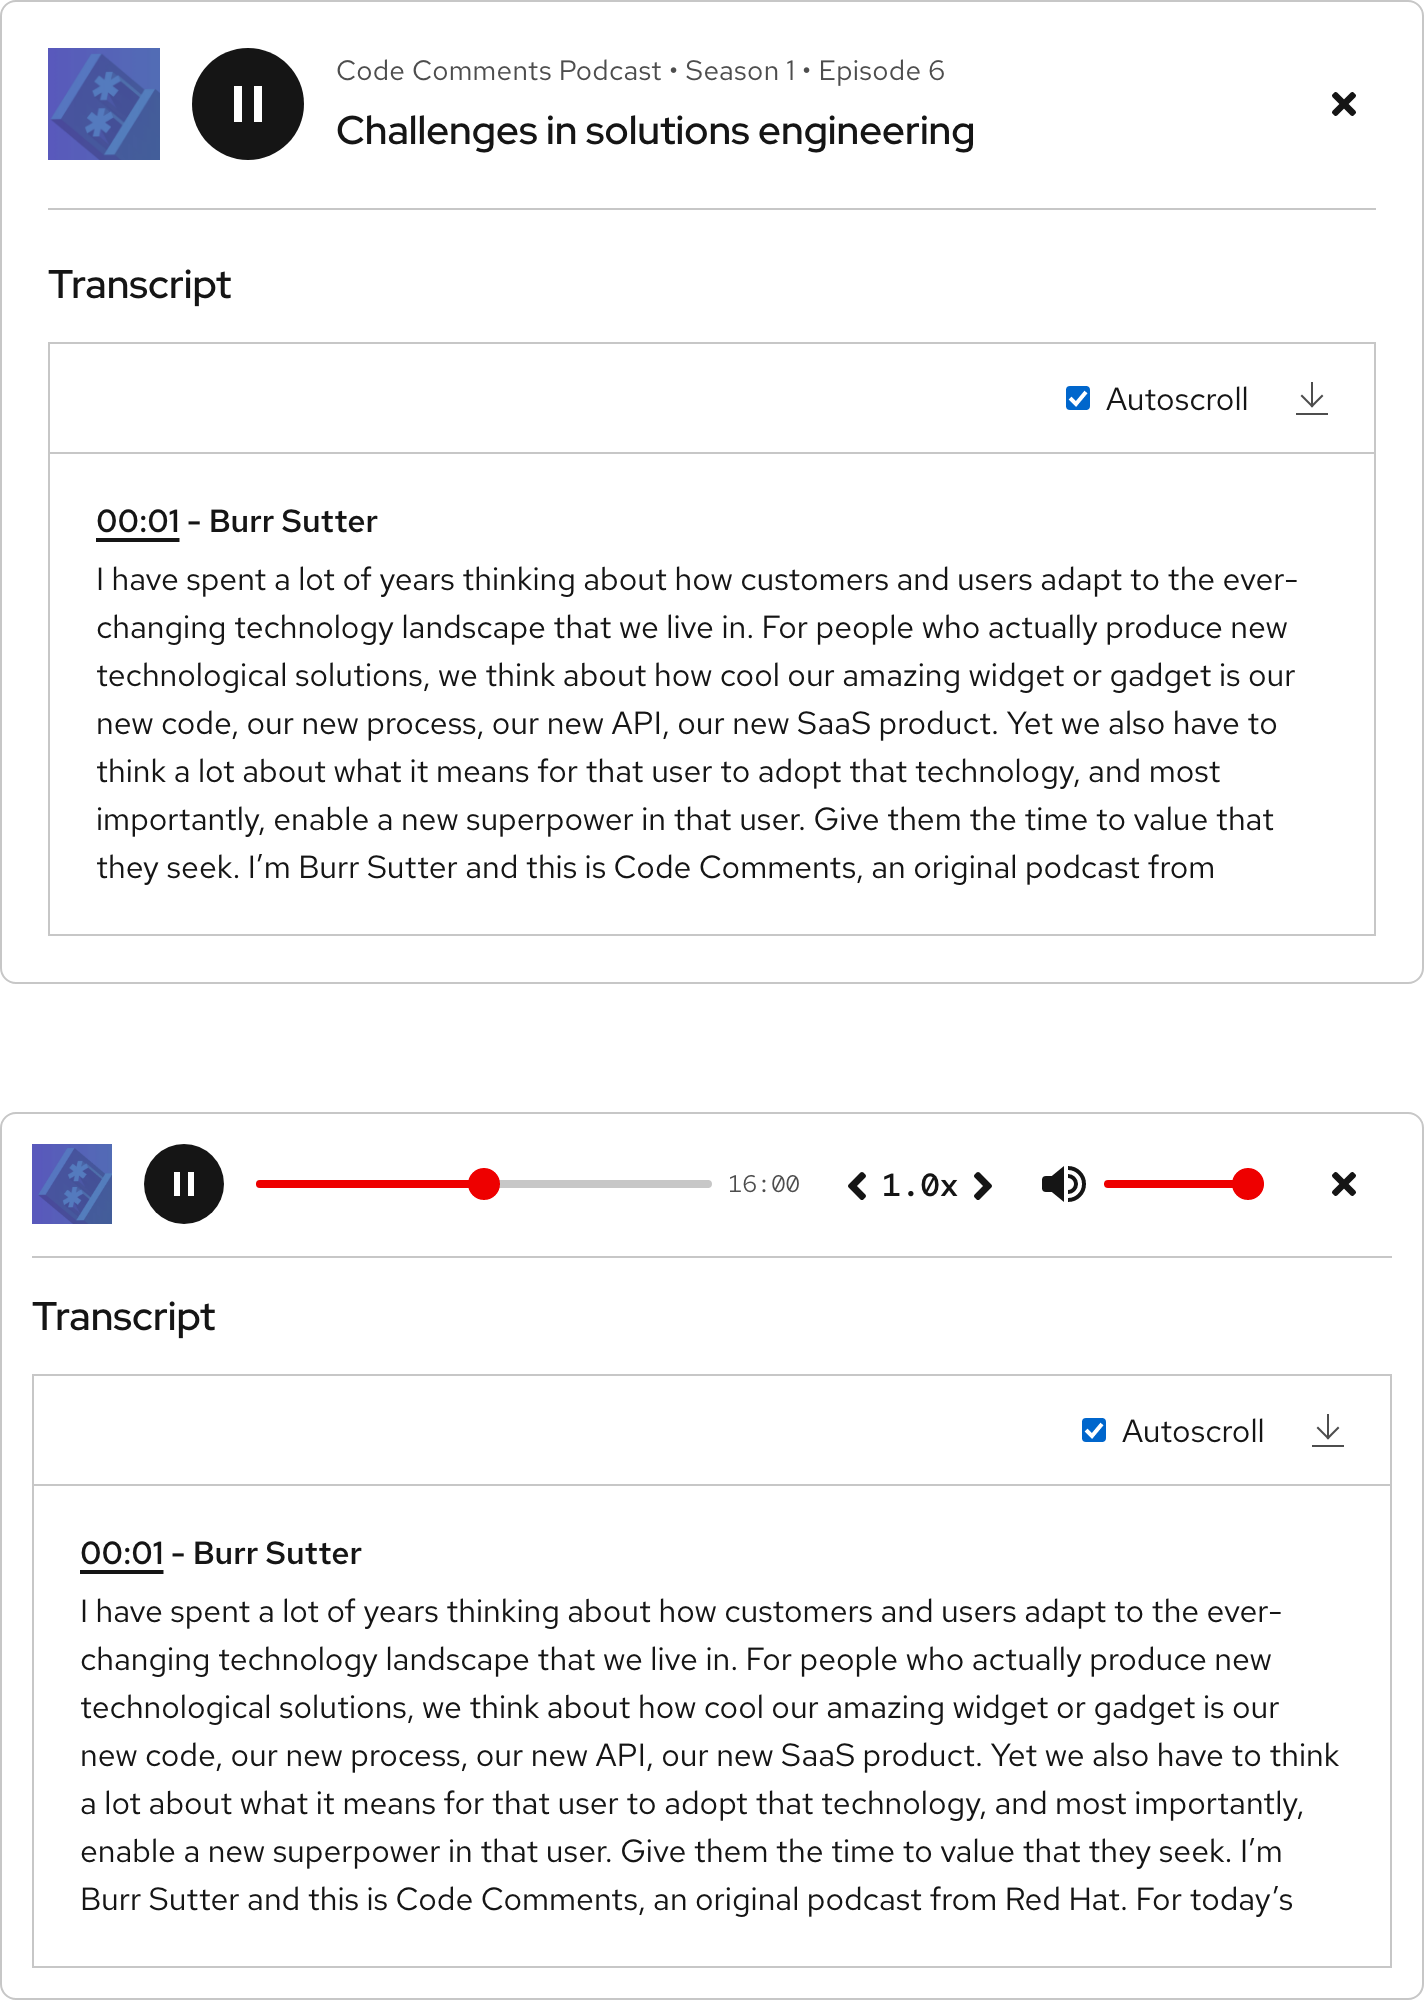 Code Comments Podcast • Season 1 • Episode 6
Challenges in solutions engineering
Transcript
Autoscroll
00:01 - Burr Sutter
I have spent a lot of years thinking about how customers and users adapt to the ever-
changing technology landscape that we live in. For people who actually produce new
technological solutions, we think about how cool our amazing widget or gadget is our
new code, our new process, our new API, our new SaaS product. Yet we also have to
think a lot about what it means for that user to adopt that technology, and most
importantly, enable a new superpower in that user. Give them the time to value that
they seek. I’m Burr Sutter and this is Code Comments, an original podcast from
16:00 1.0x
Transcript
Autoscroll
00:01 - Burr Sutter
I have spent a lot of years thinking about how customers and users adapt to the ever-
changing technology landscape that we live in. For people who actually produce new
technological solutions, we think about how cool our amazing widget or gadget is our
new code, our new process, our new API, our new SaaS product. Yet we also have to think
a lot about what it means for that user to adopt that technology, and most importantly,
enable a new superpower in that user. Give them the time to value that they seek. I’m
Burr Sutter and this is Code Comments, an original podcast from Red Hat. For today’s